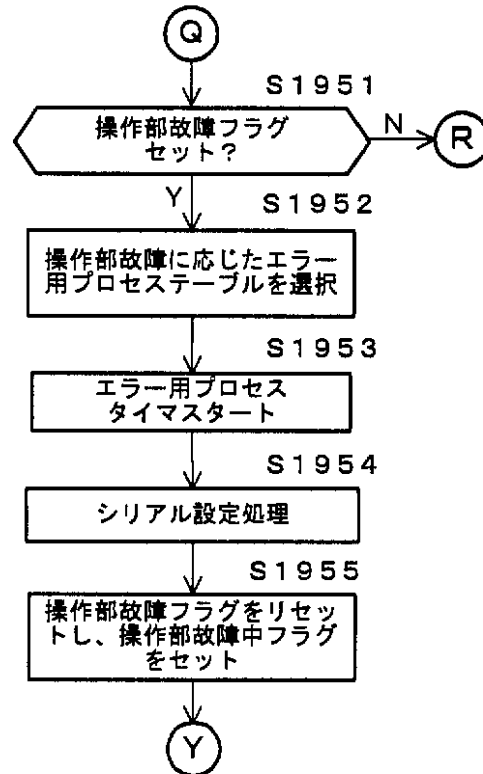 Q
S1951
操作部故障フラグ
セット?
N
R
Y
S1952
操作部故障に応じたエラー
用プロセステーブルを選択
S1953
エラー用プロセス
タイマスタート
S1954
シリアル設定処理
S1955
操作部故障フラグをリセッ
トし、操作部故障中フラグ
をセット
Y